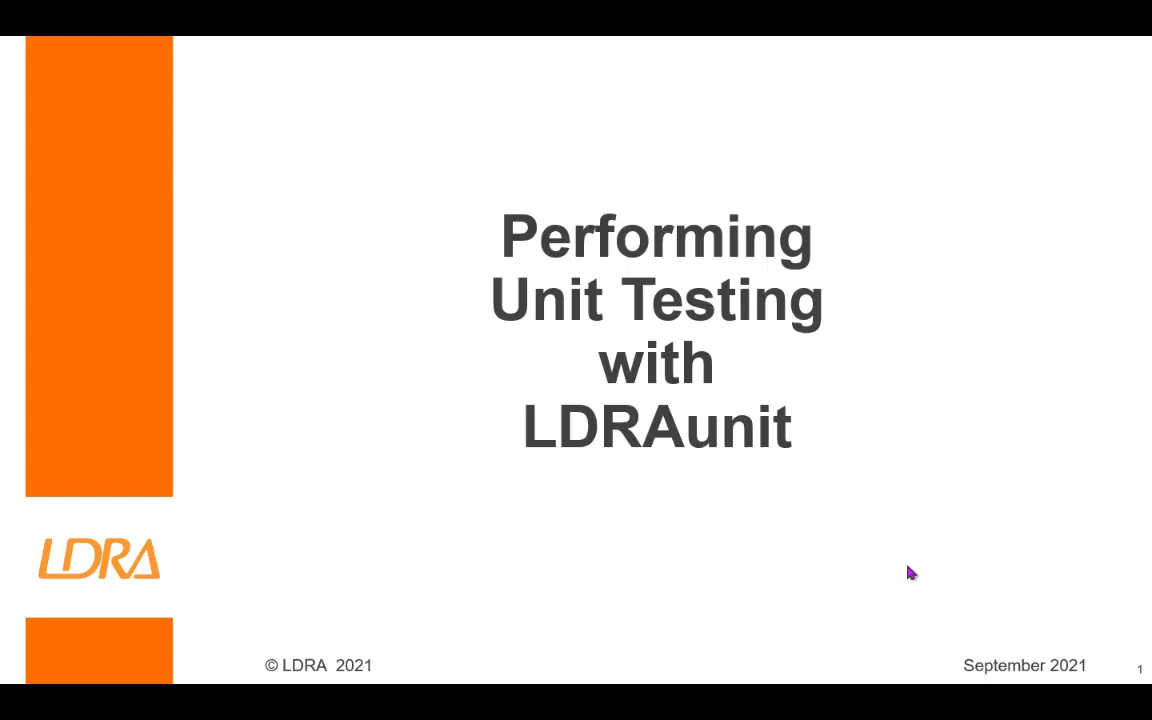 Performing
Unit Testing
with
LDRAunit
LDRA
© LDRA 2021
September 2021
1